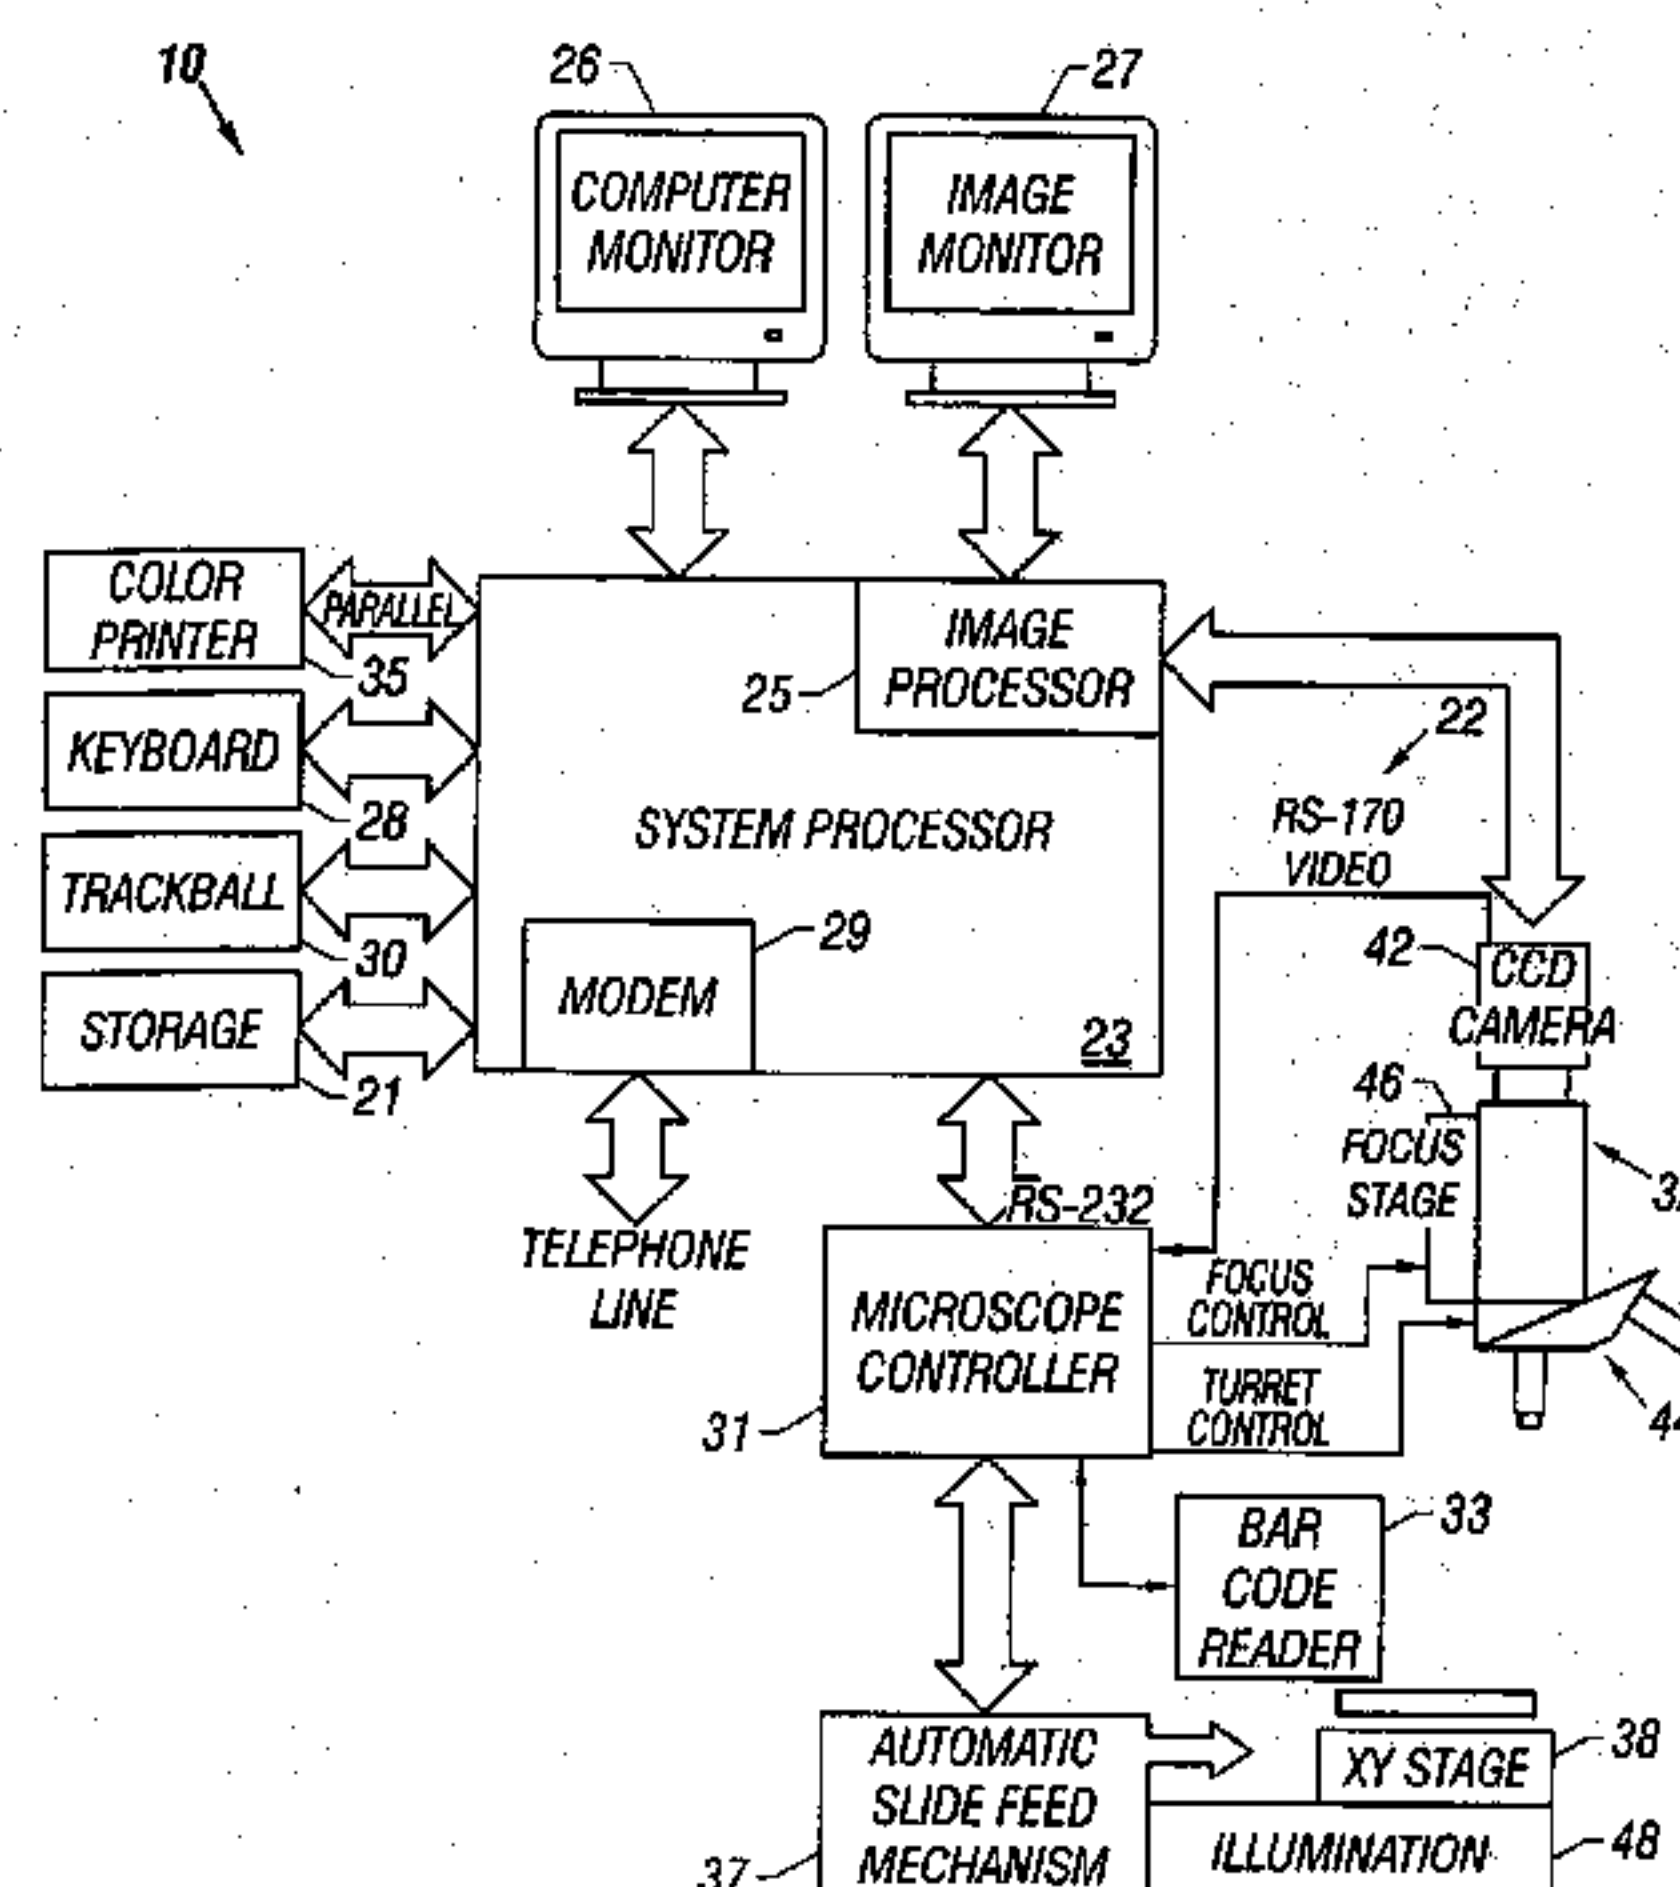 10
26
27
COMPUTER
MONITOR
IMAGE
MONITOR
COLOR
PRINTER
PARALLEL
35
IMAGE
PROCESSOR
25
22
KEYBOARD
28
RS-170
VIDEO
SYSTEM PROCESSOR
TRACKBALL
30
29
42
CCD
CAMERA
MODEM
STORAGE
21
23
46
FOCUS
STAGE
RS-232
TELEPHONE
LINE
FOCUS
CONTROL
MICROSCOPE
CONTROLLER
31
TURRET
CONTROL
33
BAR
CODE
READER
AUTOMATIC
SLIDE FEED
MECHANISM
37
XY STAGE
38
ILLUMINATION
48